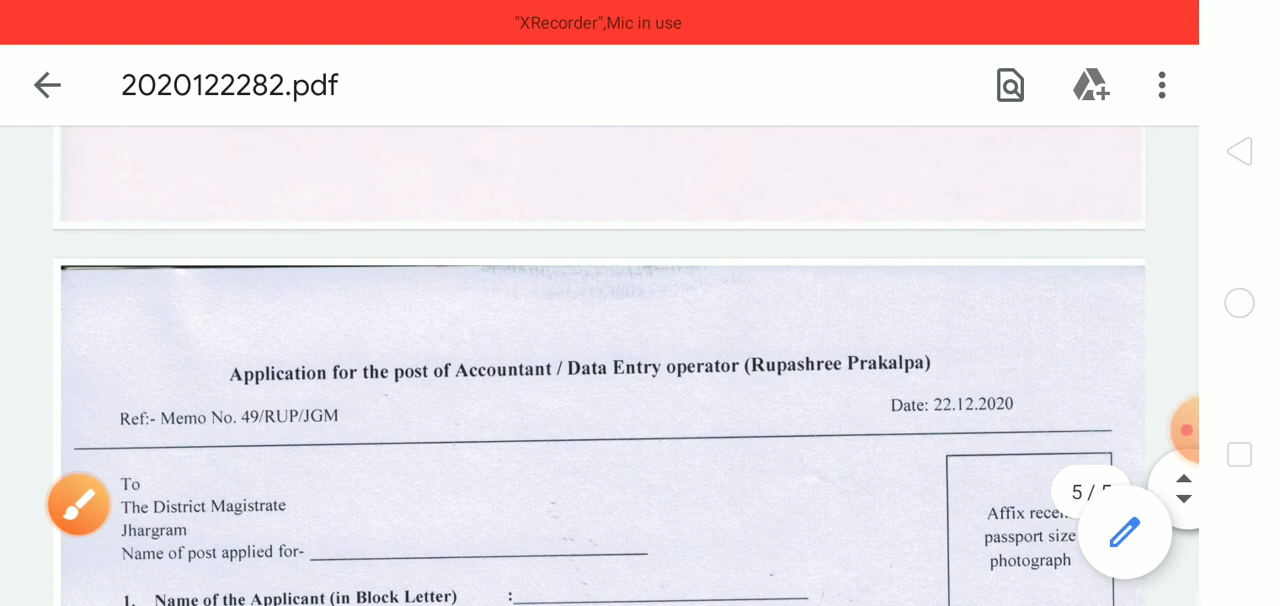 "XRecorder",Mic in use
2020122282.pdf
Application for the post of Accountant / Data Entry operator (Rupashree Prakalpa)
Ref:- Memo No. 49/RUP/JGM
Date: 22.12.2020
To
The District Magistrate
Jhargram
Name of post applied for-
5 /
Affix
passport size
photograph
1. Name of the Applicant (in Block Letter) :